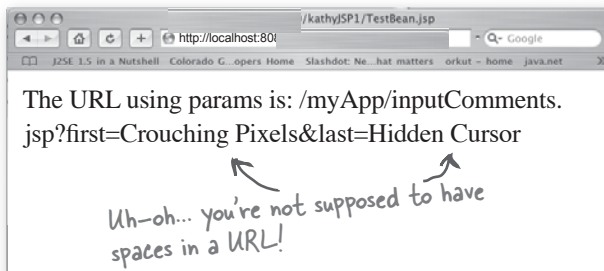 /kathyJSP1/TestBean.jsp
http://localhost:808
Google
J2SE 1.5 in a Nutshell Colorado G...opers Home Slashdot: Ne...hat matters orkut - home java.net
The URL using params is: /myApp/inputComments.
jsp?first=Crouching Pixels&last=Hidden Cursor
Uh-oh... you're not supposed to have
spaces in a URL!